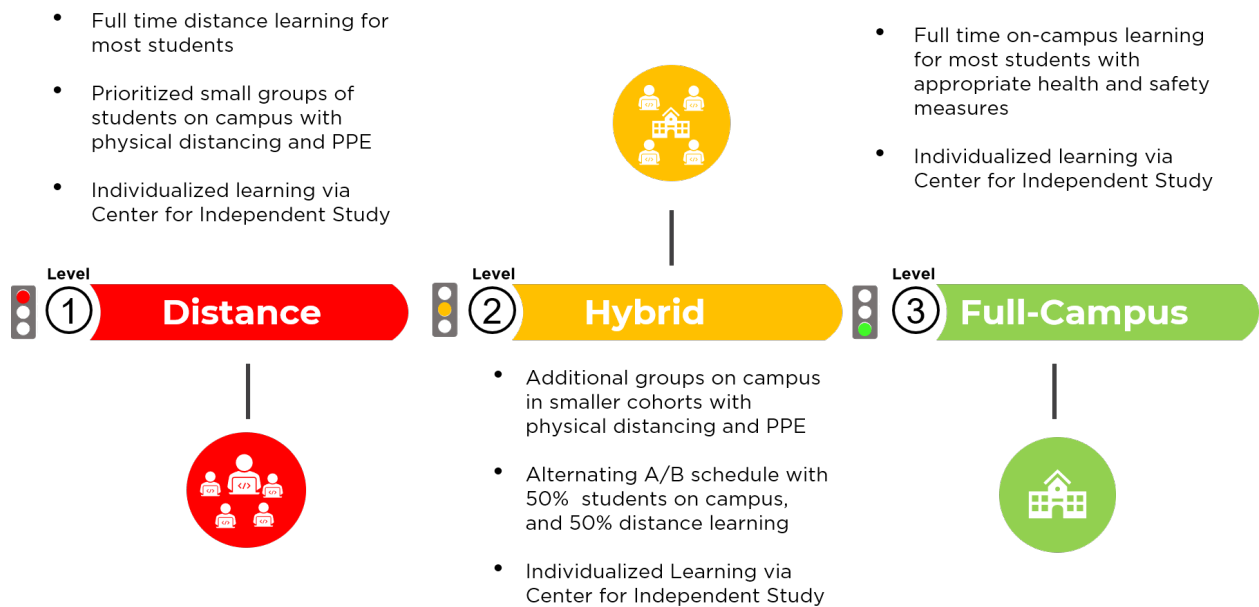 • Full time distance learning for
most students
• Prioritized small groups of
students on campus with
physical distancing and PPE
• Individualized learning via
Center for Independent Study
Level
1 Distance
Level
2 Hybrid
• Additional groups on campus
in smaller cohorts with
physical distancing and PPE
• Alternating A/B schedule with
50%  students on campus,
and 50% distance learning
• Individualized Learning via
Center for Independent Study
• Full time on-campus learning
for most students with
appropriate health and safety
measures
• Individualized learning via
Center for Independent Study
Level
3 Full-Campus